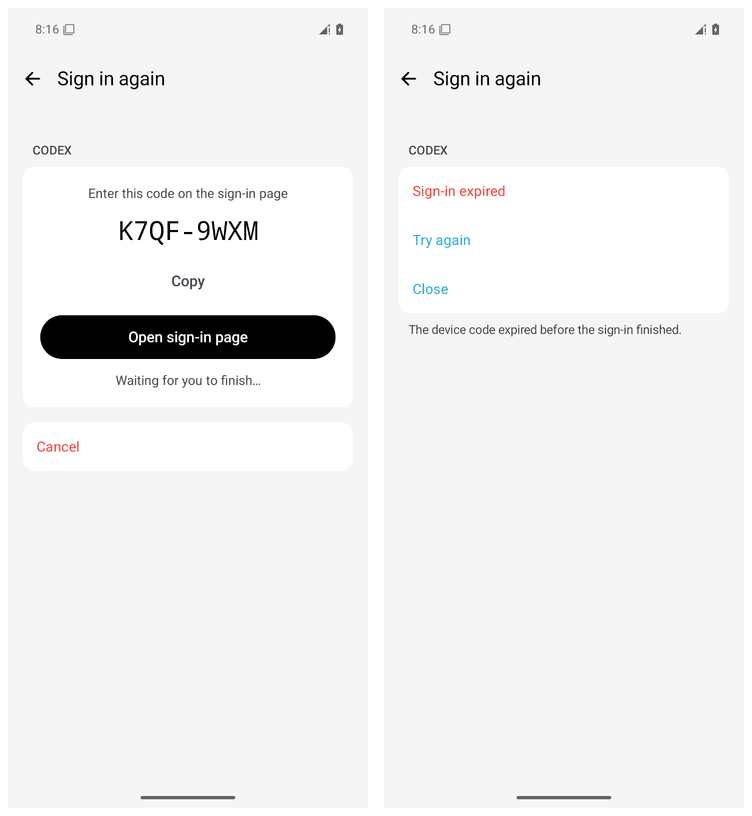 8:16
Sign in again
CODEX
Enter this code on the sign-in page
K7QF-9WXM
Copy
Open sign-in page
Waiting for you to finish...
Cancel
8:16
Sign in again
CODEX
Sign-in expired
Try again
Close
The device code expired before the sign-in finished.